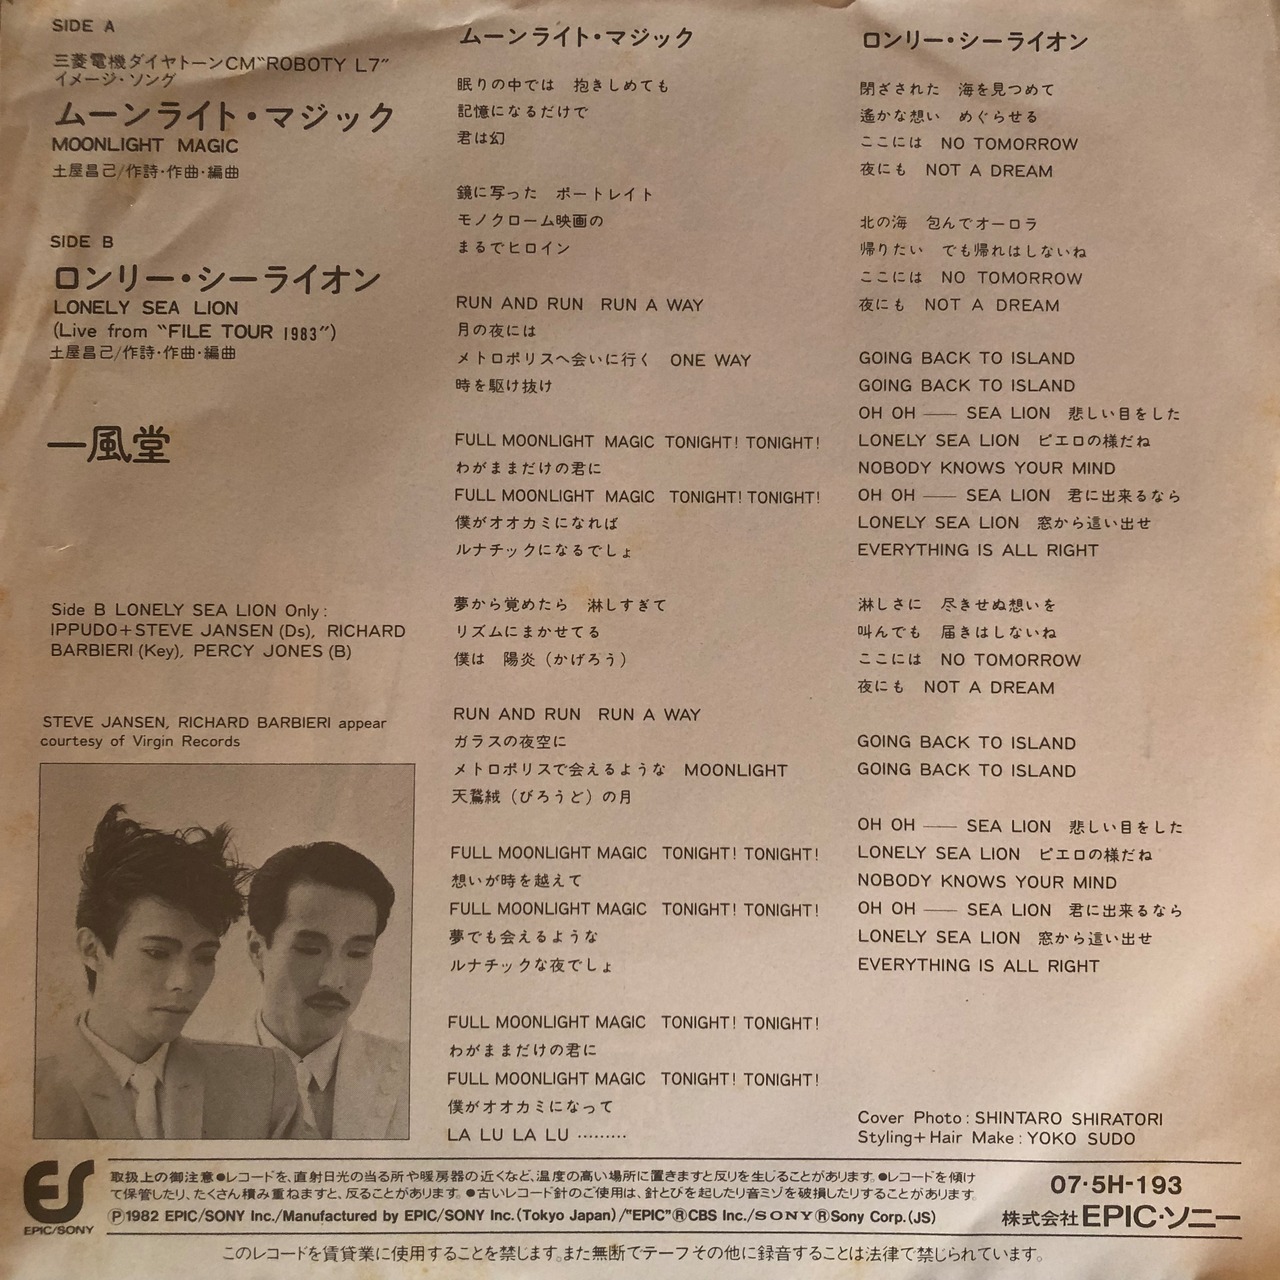 SIDE A
三菱電機ダイヤトーンCM"ROBOTY L7"
イメージ・ソング
ムーンライト・マジック
MOONLIGHT MAGIC
土屋昌己/作詩・作曲・編曲
SIDE B
ロンリー・シーライオン
LONELY SEA LION
(Live from "FILE TOUR 1983")
土屋昌己/作詩・作曲・編曲
一風堂
Side B LONELY SEA LION Only:
IPPUDO+STEVE JANSEN (Ds), RICHARD
BARBIERI (Key), PERCY JONES (B)
STEVE JANSEN, RICHARD BARBIERI appear
courtesy of Virgin Records
ムーンライト・マジック
眠りの中では 抱きしめても
記憶になるだけで
君は幻
鏡に写った ポートレイト
モノクローム映画の
まるでヒロイン
RUN AND RUN RUN A WAY
月の夜には
メトロポリスへ会いに行く ONE WAY
時を駆け抜け
FULL MOONLIGHT MAGIC TONIGHT! TONIGHT!
わがままだけの君に
FULL MOONLIGHT MAGIC TONIGHT! TONIGHT!
僕がオオカミになれば
ルナチックになるでしょ
夢から覚めたら 淋しすぎて
リズムにまかせてる
僕は 陽炎(かげろう)
RUN AND RUN RUN A WAY
ガラスの夜空に
メトロポリスで会えるような MOONLIGHT
天鵞絨(びろうど)の月
FULL MOONLIGHT MAGIC TONIGHT! TONIGHT!
想いが時を越えて
FULL MOONLIGHT MAGIC TONIGHT! TONIGHT!
夢でも会えるような
ルナチックな夜でしょ
FULL MOONLIGHT MAGIC TONIGHT! TONIGHT!
わがままだけの君に
FULL MOONLIGHT MAGIC TONIGHT! TONIGHT!
僕がオオカミになって
LA LU LA LU ………
ロンリー・シーライオン
閉ざされた 海を見つめて
遙かな想い めぐらせる
ここには NO TOMORROW
夜にも NOT A DREAM
北の海 包んでオーロラ
帰りたい でも帰れはしないね
ここには NO TOMORROW
夜にも NOT A DREAM
GOING BACK TO ISLAND
GOING BACK TO ISLAND
OH OH —— SEA LION 悲しい目をした
LONELY SEA LION ピエロの様だね
NOBODY KNOWS YOUR MIND
OH OH —— SEA LION 君に出来るなら
LONELY SEA LION 窓から這い出せ
EVERYTHING IS ALL RIGHT
淋しさに 尽きせぬ想いを
叫んでも 届きはしないね
ここには NO TOMORROW
夜にも NOT A DREAM
GOING BACK TO ISLAND
GOING BACK TO ISLAND
OH OH —— SEA LION 悲しい目をした
LONELY SEA LION ピエロの様だね
NOBODY KNOWS YOUR MIND
OH OH —— SEA LION 君に出来るなら
LONELY SEA LION 窓から這い出せ
EVERYTHING IS ALL RIGHT
Cover Photo: SHINTARO SHIRATORI
Styling+Hair Make: YOKO SUDO
ES
EPIC/SONY
取扱上の御注意●レコードを、直射日光の当る所や暖房器の近くなど、温度の高い場所に置きますと反りを生じることがあります。●レコードを傾け
て保管したり、たくさん積み重ねますと、反ることがあります。●古いレコード針のご使用は、針とびを起したり音ミゾを破損したりすることがあります。
Ⓟ1982 EPIC/SONY Inc./Manufactured by EPIC/SONY Inc.(Tokyo Japan)/"EPIC"®CBS Inc./SONY®Sony Corp.(JS)
07・5H-193
株式会社EPIC・ソニー
このレコードを賃貸業に使用することを禁じます。また無断でテープその他に録音することは法律で禁じられています。